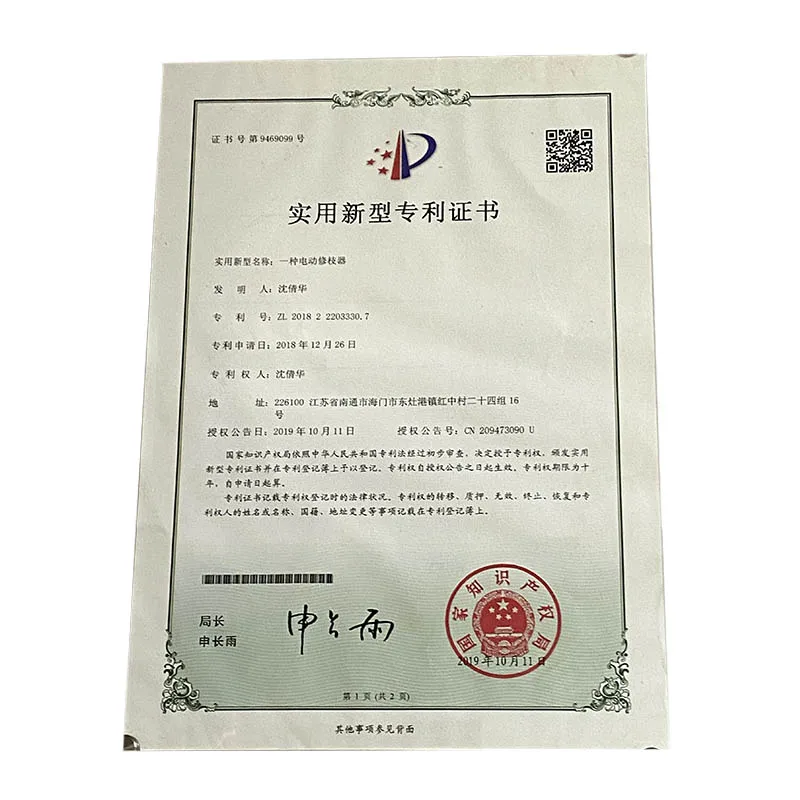 证书号第9469099号
实用新型专利证书
实用新型名称：一种电动修枝器
发明人：沈倩华
专利号：ZL 2018 2 2203330.7
专利申请日：2018年12月26日
专利权人：沈倩华
地址：226100 江苏省南通市海门市东灶港镇红中村二十四组16
号
授权公告日：2019年10月11日 授权公告号：CN 209473090 U
国家知识产权局依照中华人民共和国专利法经过初步审查，决定授予专利权，颁发实用
新型专利证书并在专利登记簿上予以登记。专利权自授权公告之日起生效。专利权期限为十
年，自申请日起算。
专利证书记载专利权登记时的法律状况。专利权的转移、质押、无效、终止、恢复和专
利权人的姓名或名称、国籍、地址变更等事项记载在专利登记簿上。
局长
申长雨
申长雨
国家知识产权局
2019年10月11日
第1页（共2页）
其他事项参见背面